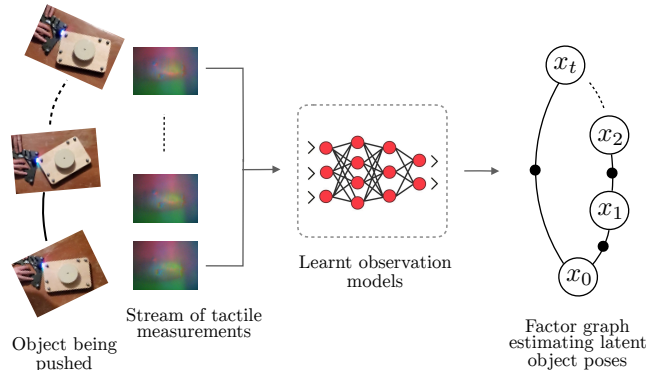 x_t
x_2
x_1
x_0
Learnt observation
models
Stream of tactile
measurements
Object being
pushed
Factor graph
estimating latent
object poses